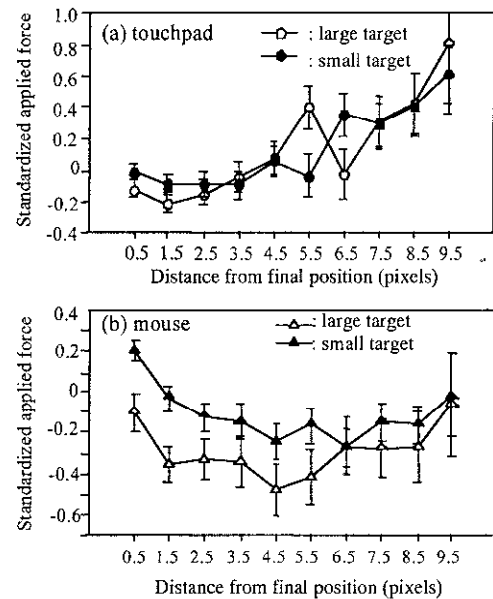 (a) touchpad
: large target
: small target
Standardized applied force
1.0
0.8
0.6
0.4
0.2
0
-0.2
-0.4
0.5 1.5 2.5 3.5 4.5 5.5 6.5 7.5 8.5 9.5
Distance from final position (pixels)
(b) mouse
: large target
: small target
Standardized applied force
0.4
0.2
0
-0.2
-0.4
-0.6
0.5 1.5 2.5 3.5 4.5 5.5 6.5 7.5 8.5 9.5
Distance from final position (pixels)